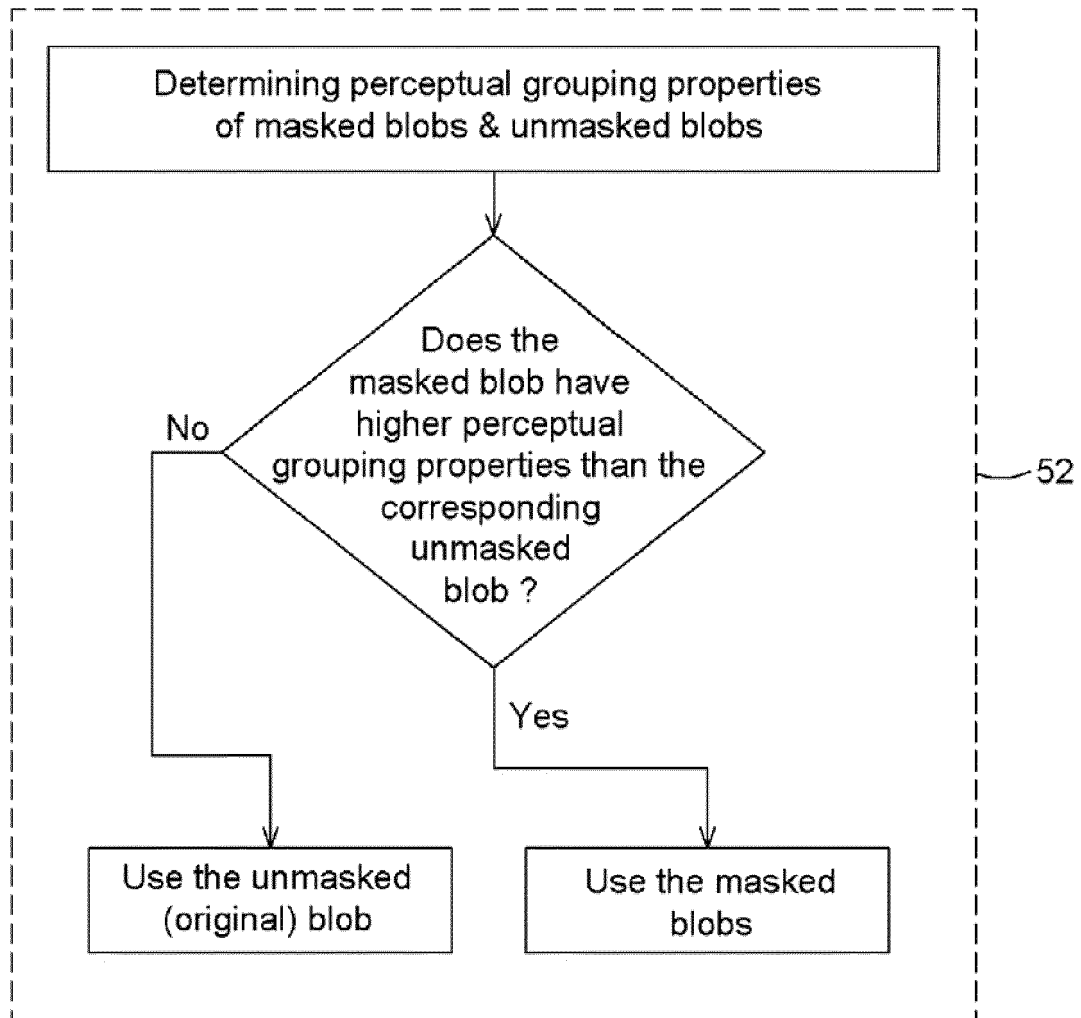 Determining perceptual grouping properties
of masked blobs & unmasked blobs
Does the
masked blob have
higher perceptual
grouping properties than the
corresponding
unmasked
blob ?
No
52
Yes
Use the unmasked
(original) blob
Use the masked
blobs